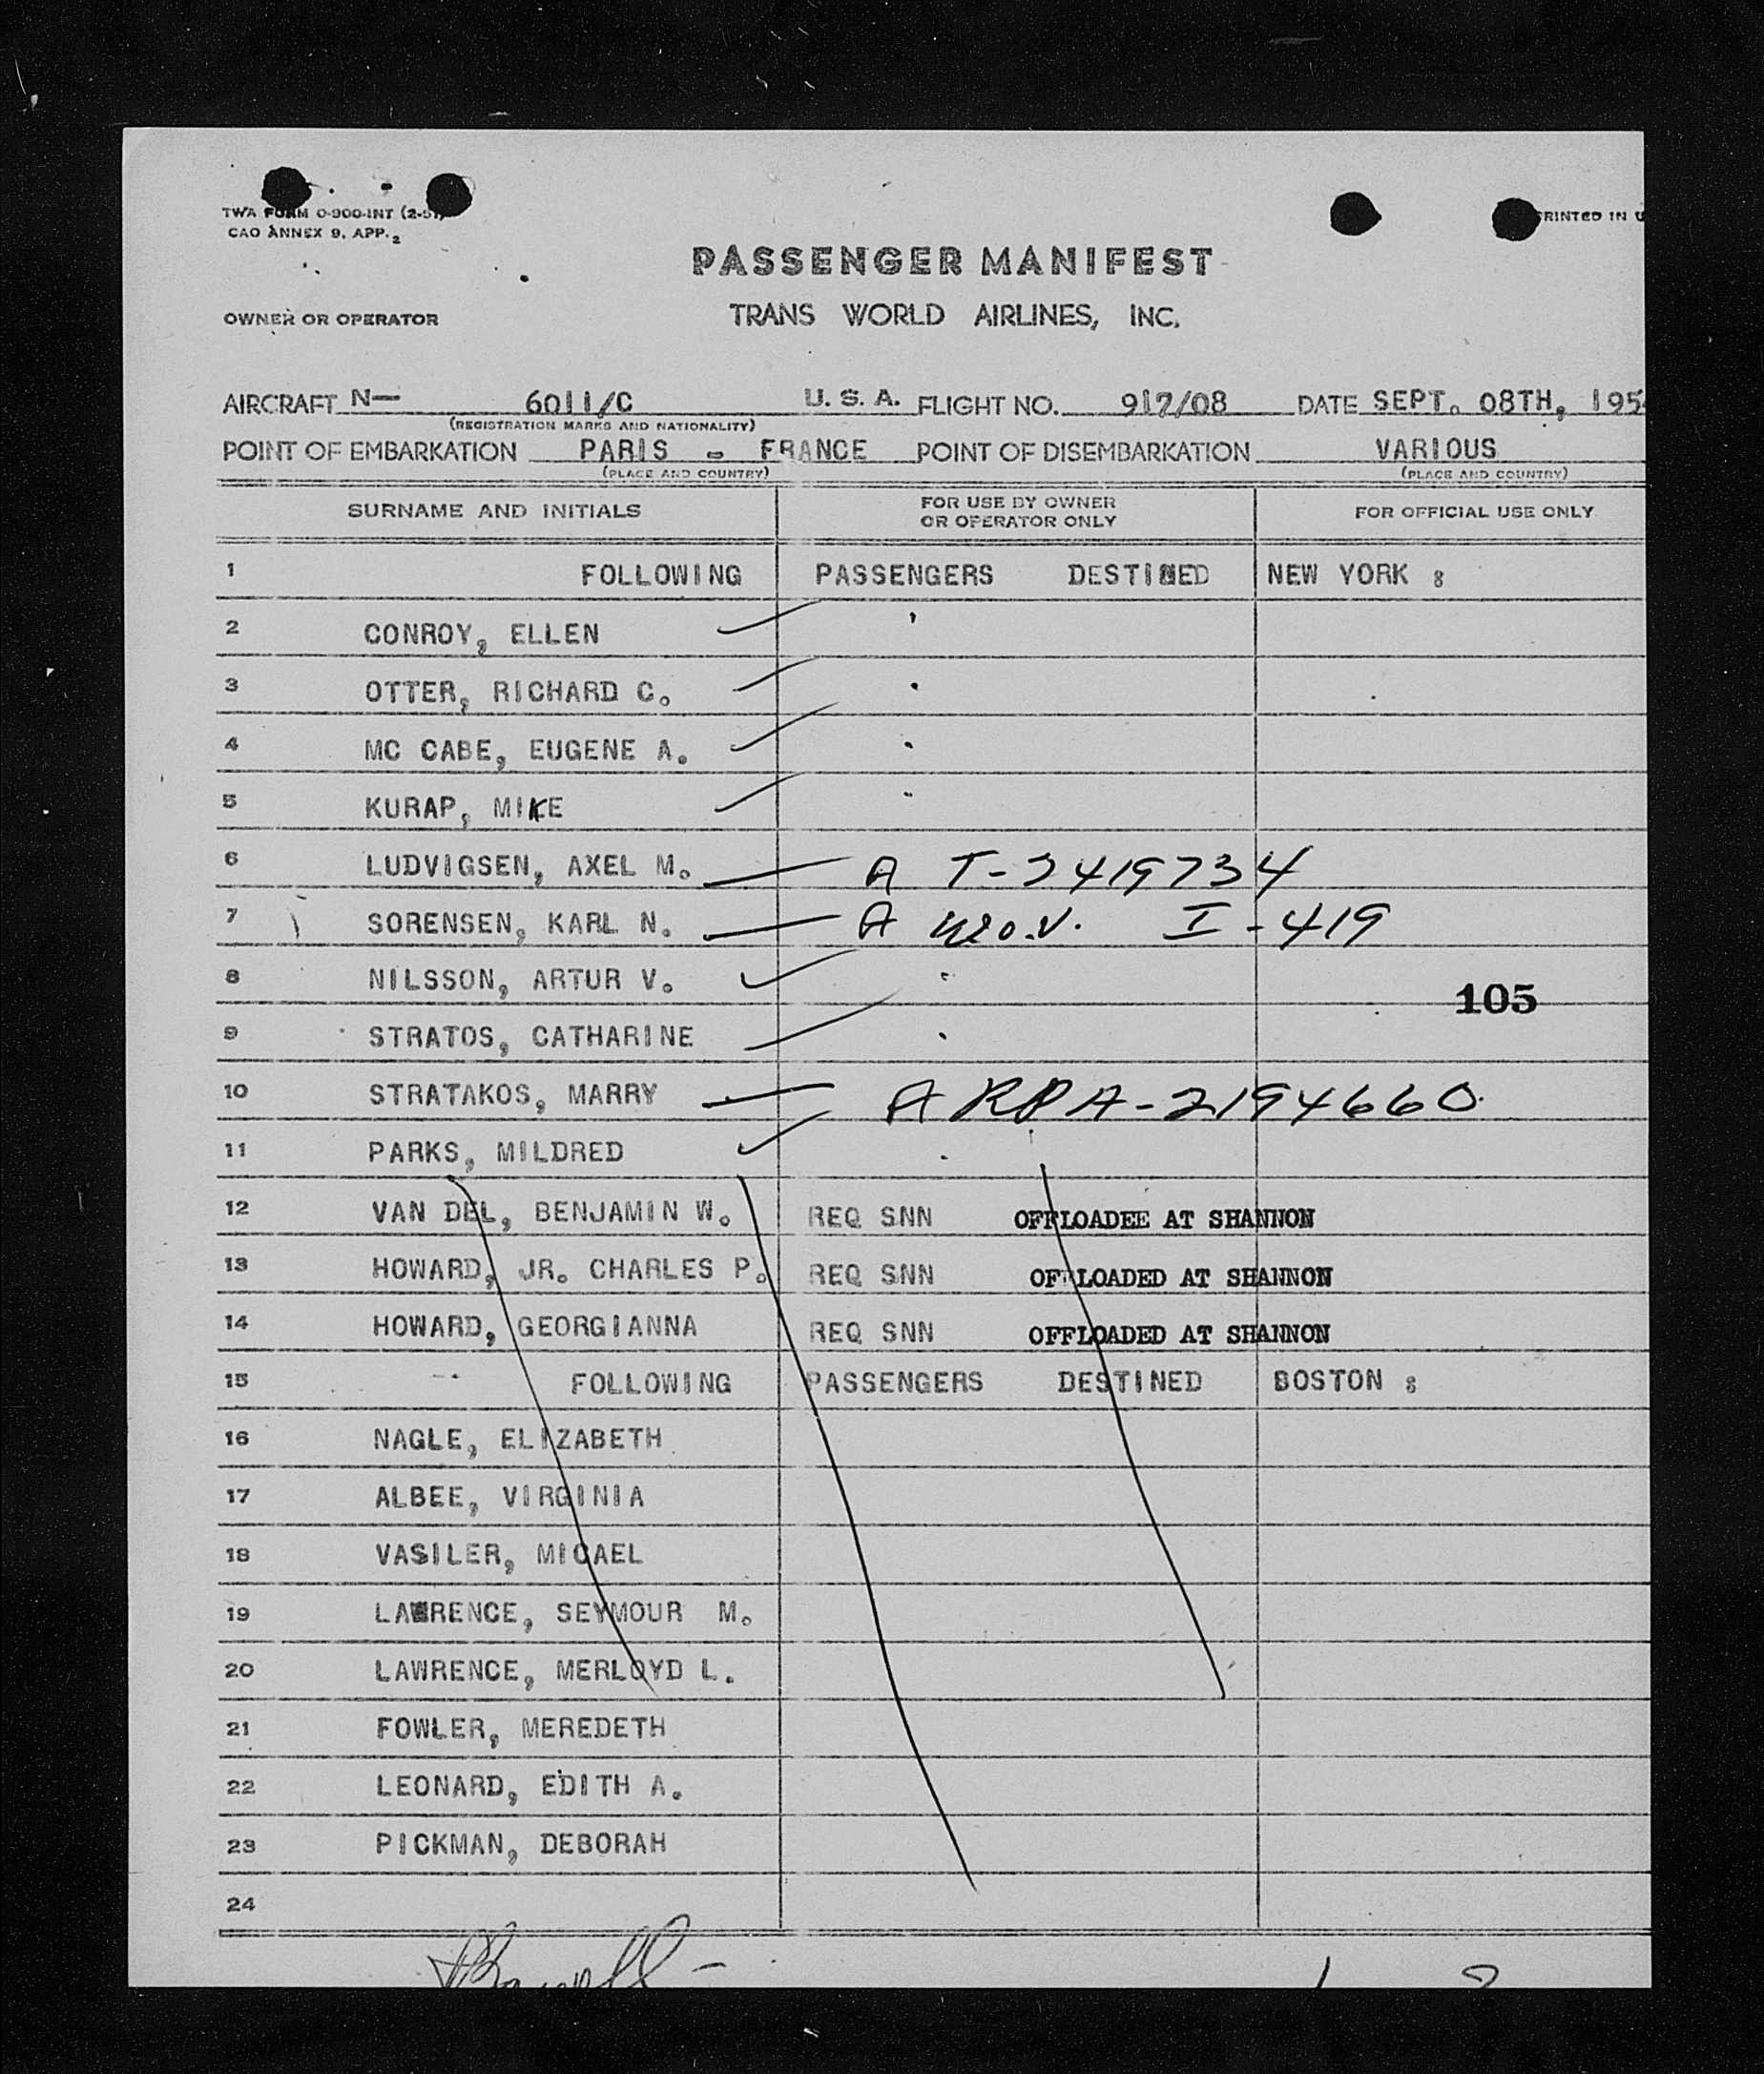 TWA FORM O-900-INT (2-51)
CAO ANNEX 9, APP. 2
PRINTED IN U
PASSENGER MANIFEST
OWNER OR OPERATOR TRANS WORLD AIRLINES, INC.
AIRCRAFT N— 6011/C U. S. A. FLIGHT NO. 917/08 DATE SEPT. 08TH, 195
(REGISTRATION MARKS AND NATIONALITY)
POINT OF EMBARKATION PARIS - FRANCE POINT OF DISEMBARKATION VARIOUS
(PLACE AND COUNTRY) (PLACE AND COUNTRY)
SURNAME AND INITIALS FOR USE BY OWNER OR OPERATOR ONLY FOR OFFICIAL USE ONLY
1 FOLLOWING PASSENGERS DESTINED NEW YORK :
2 CONROY, ELLEN
3 OTTER, RICHARD C.
4 MC CABE, EUGENE A.
5 KURAP, MIKE
6 LUDVIGSEN, AXEL M. A T-2419734
7 SORENSEN, KARL N. A I-419
8 NILSSON, ARTUR V.
105
9 STRATOS, CATHARINE
10 STRATAKOS, MARRY A RPA-2194660
11 PARKS, MILDRED
12 VAN DEL, BENJAMIN W. REQ SNN OFFLOADEE AT SHANNON
13 HOWARD, JR. CHARLES P. REQ SNN OFFLOADED AT SHANNON
14 HOWARD, GEORGIANNA REQ SNN OFFLOADED AT SHANNON
15 FOLLOWING PASSENGERS DESTINED BOSTON :
16 NAGLE, ELIZABETH
17 ALBEE, VIRGINIA
18 VASILER, MICAEL
19 LAWRENCE, SEYMOUR M.
20 LAWRENCE, MERLOYD L.
21 FOWLER, MEREDETH
22 LEONARD, EDITH A.
23 PICKMAN, DEBORAH
24